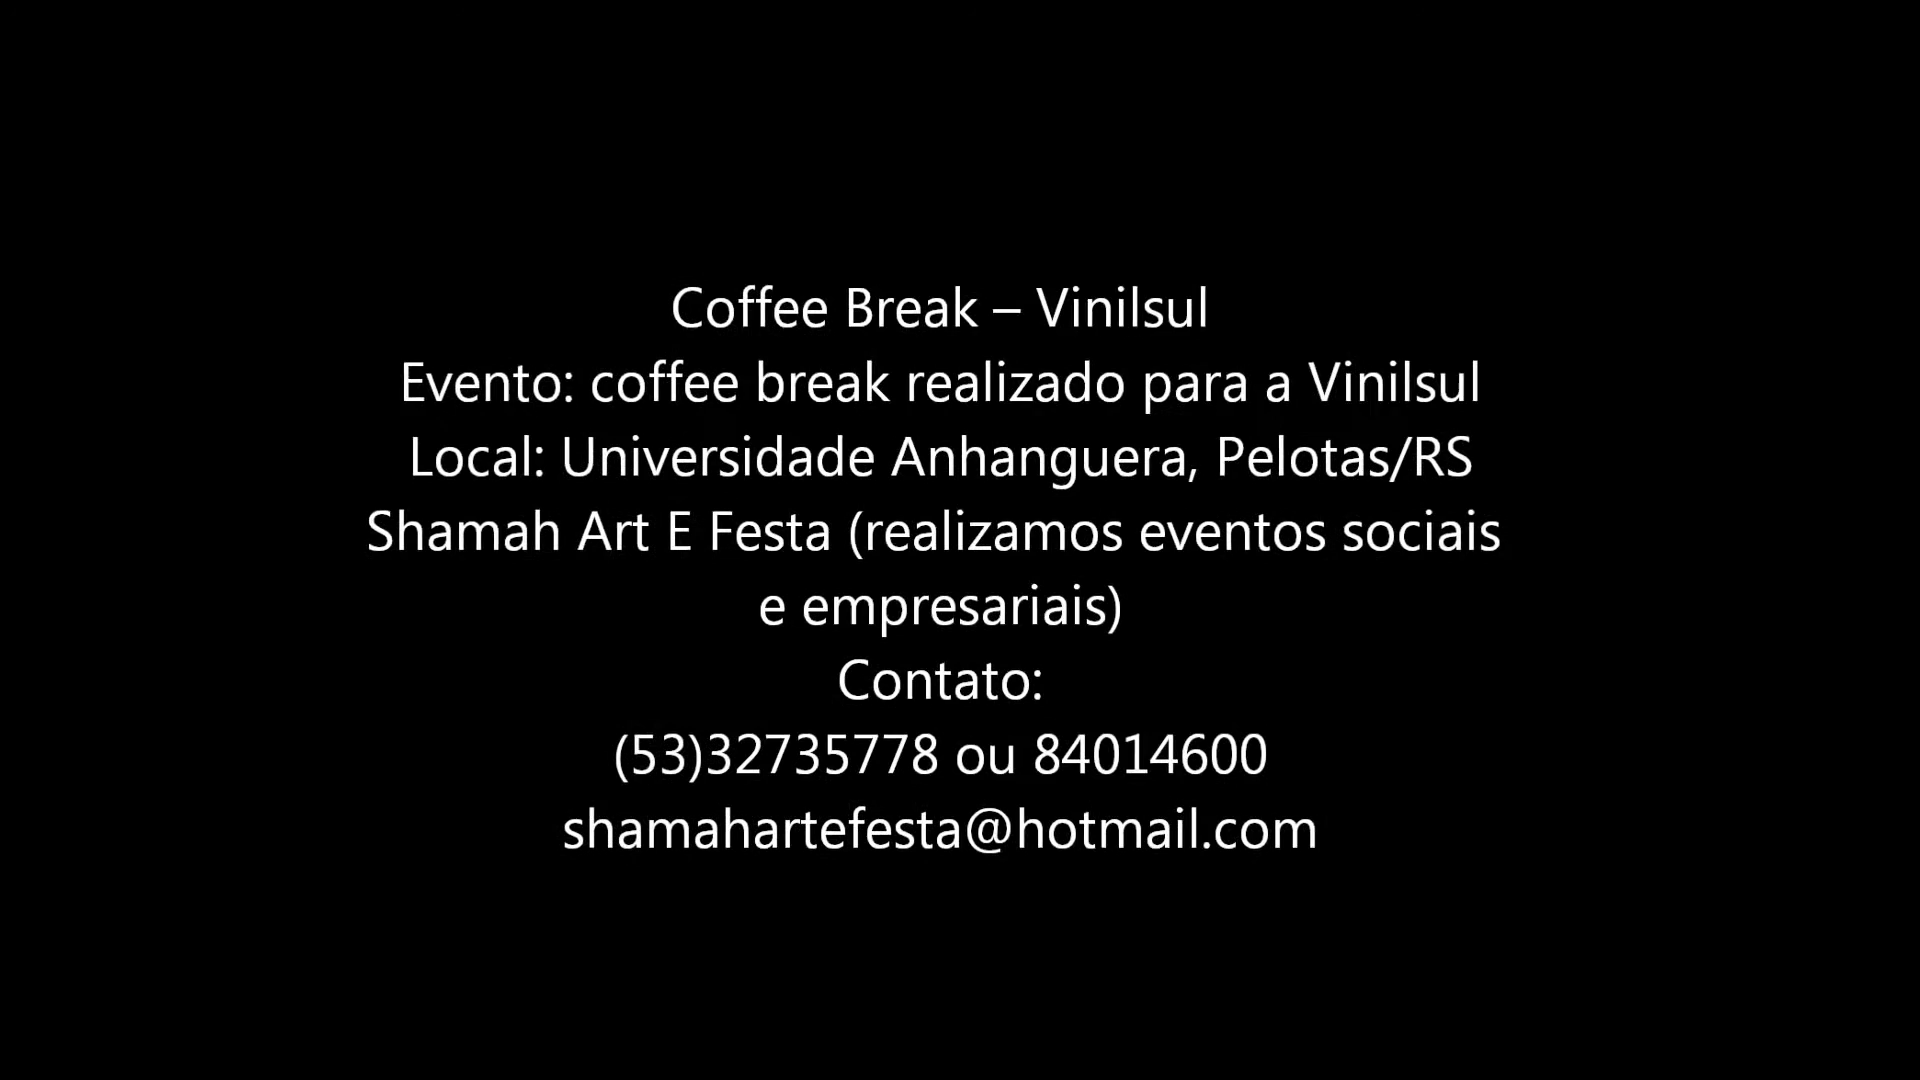 Coffee Break – Vinilsul
Evento: coffee break realizado para a Vinilsul
Local: Universidade Anhanguera, Pelotas/RS
Shamah Art E Festa (realizamos eventos sociais
e empresariais)
Contato:
(53)32735778 ou 84014600
shamahartefesta@hotmail.com